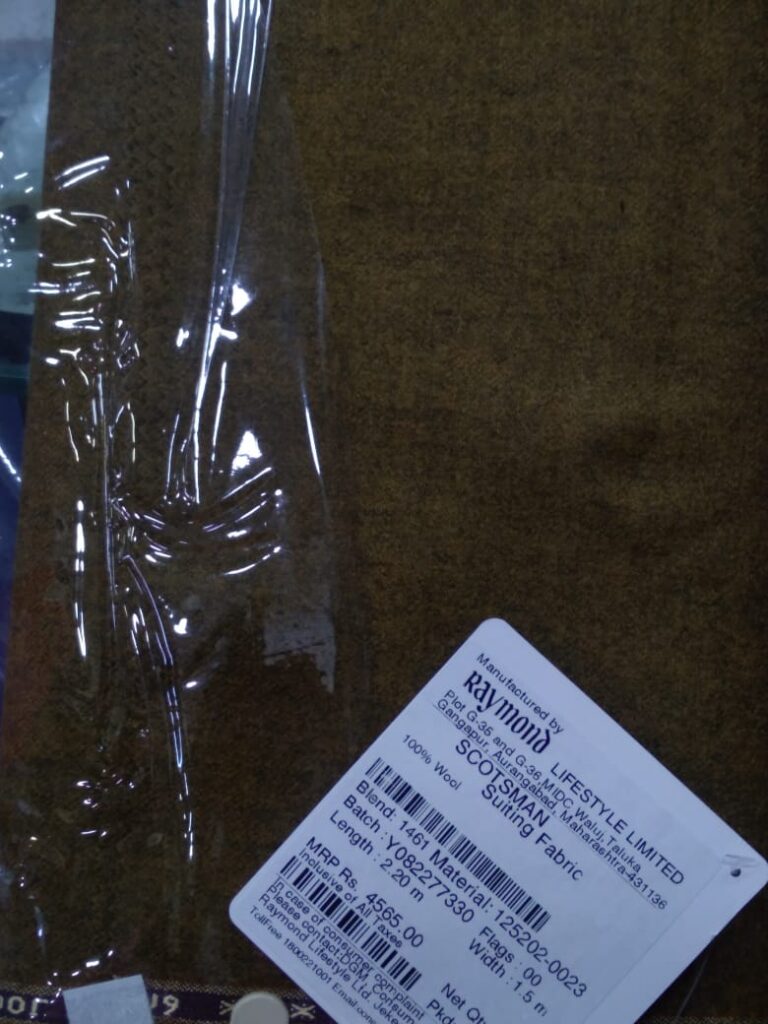 Manufactured by
Raymond LIFESTYLE LIMITED
Plot G-35 and G-36,MIDC,Waluj,Taluka
Gangapur, Aurangabad, Maharashtra-431136
SCOTSMAN
100% Wool Suiting Fabric
Blend: 1461 Material: 125202-0023
Batch : Y082277330 Flags : 00
Length : 2.20 m Width : 1.5 m
MRP Rs. 4565.00
Inclusive of All Taxes Net
In case of consumer complaint Pkd
Please contact:DGM,
Raymond Lifestyle Ltd.
TollFree 1800221001 Email: